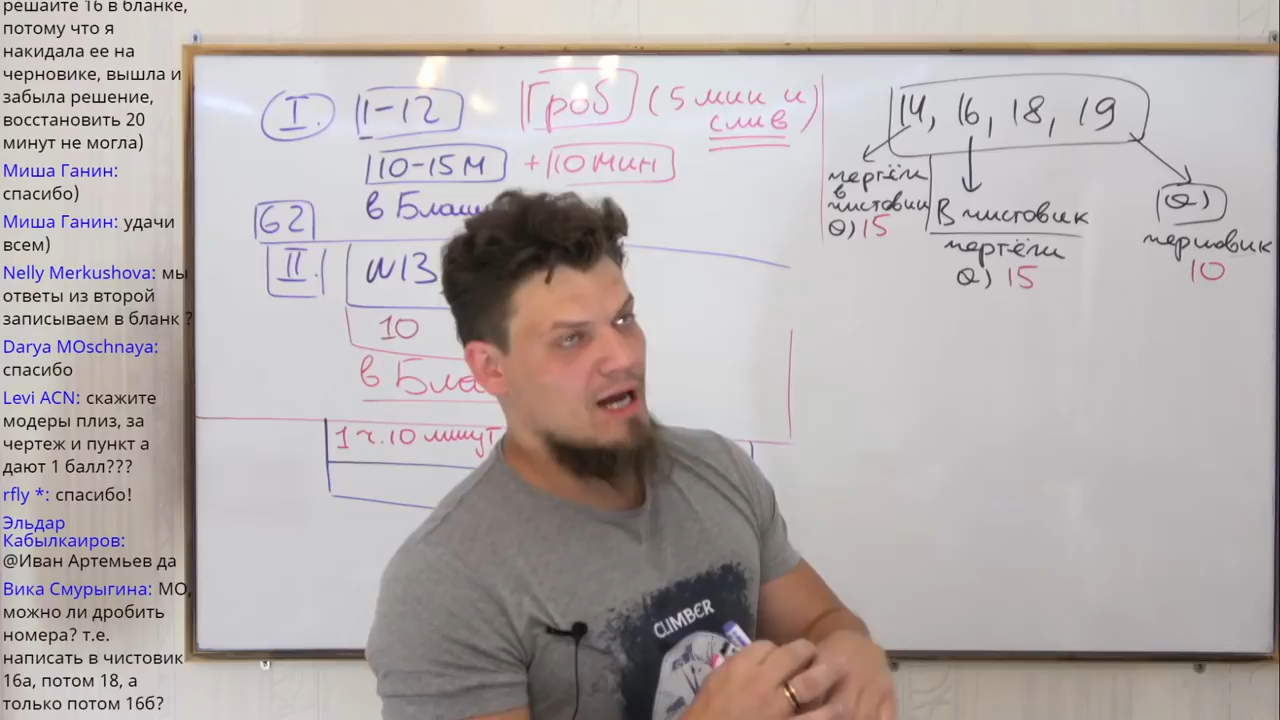 решайте 16 в бланке,
потому что я
накидала ее на
черновике, вышла и
забыла решение,
восстановить 20
минут не могла)
Миша Ганин:
спасибо)
Миша Ганин: удачи
всем)
Nelly Merkushova: мы
ответы из второй
записываем в бланк ?
Darya MOschnaya:
спасибо
Levi ACN: скажите
модеры плиз, за
чертеж и пункт а
дают 1 балл???
rfly *: спасибо!
Эльдар
Кабылкаиров:
@Иван Артемьев да
Вика Смурыгина: МО,
можно ли дробить
номера? т.е.
написать в чистовик
16а, потом 18, а
только потом 16б?
I. 1-12 Гроб (5 мин и
слив)
10-15 м + 10 мин
в Бланк
62
II. №13
10
в Бла
1 ч. 10 минут
14, 16, 18, 19
чертёж
в
чистовик
а) 15
В чистовик
чертёж
а) 15
а)
черновик
10
CLIMBER